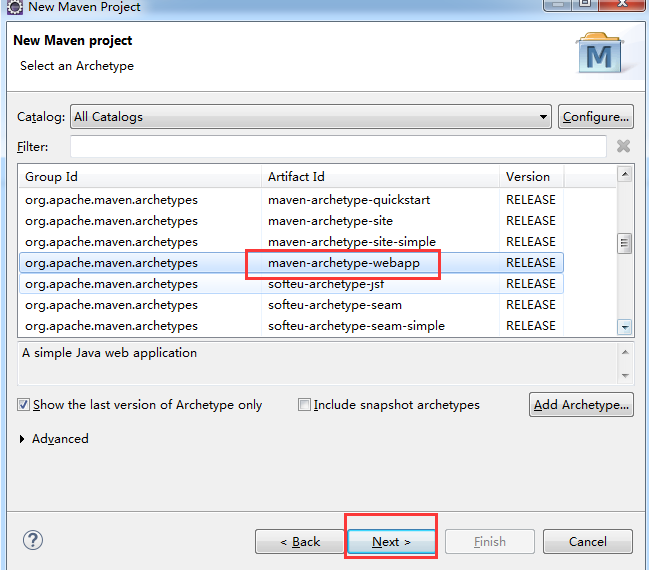 New Maven Project
New Maven project
Select an Archetype
M
Catalog: All Catalogs Configure...
Filter:
Group Id Artifact Id Version
org.apache.maven.archetypes maven-archetype-quickstart RELEASE
org.apache.maven.archetypes maven-archetype-site RELEASE
org.apache.maven.archetypes maven-archetype-site-simple RELEASE
org.apache.maven.archetypes maven-archetype-webapp RELEASE
org.apache.maven.archetypes softeu-archetype-jsf RELEASE
org.apache.maven.archetypes softeu-archetype-seam RELEASE
org.apache.maven.archetypes softeu-archetype-seam-simple RELEASE
A simple Java web application
Show the last version of Archetype only Include snapshot archetypes Add Archetype...
Advanced
? < Back Next > Finish Cancel